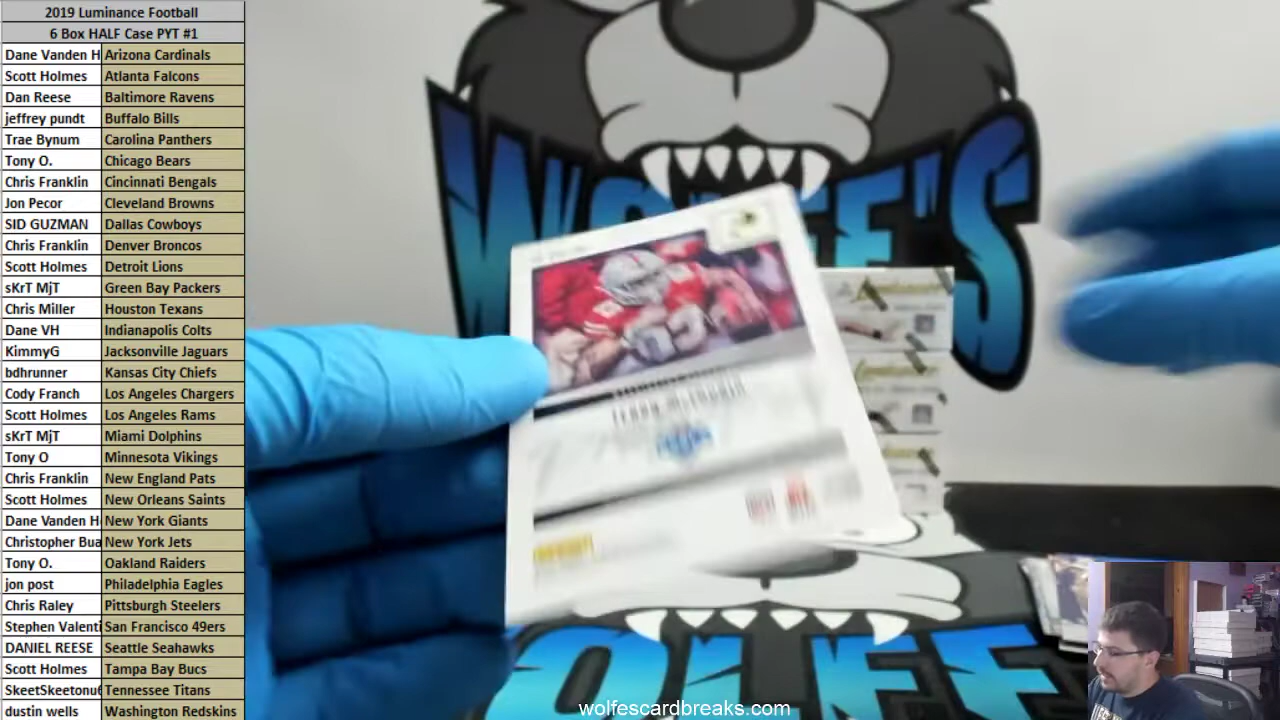 2019 Luminance Football
6 Box HALF Case PYT #1
Dane Vanden H Arizona Cardinals
Scott Holmes Atlanta Falcons
Dan Reese Baltimore Ravens
jeffrey pundt Buffalo Bills
Trae Bynum Carolina Panthers
Tony O. Chicago Bears
Chris Franklin Cincinnati Bengals
Jon Pecor Cleveland Browns
SID GUZMAN Dallas Cowboys
Chris Franklin Denver Broncos
Scott Holmes Detroit Lions
sKrT MjT Green Bay Packers
Chris Miller Houston Texans
Dane VH Indianapolis Colts
KimmyG Jacksonville Jaguars
bdhrunner Kansas City Chiefs
Cody Franch Los Angeles Chargers
Scott Holmes Los Angeles Rams
sKrT MjT Miami Dolphins
Tony O Minnesota Vikings
Chris Franklin New England Pats
Scott Holmes New Orleans Saints
Dane Vanden H New York Giants
Christopher Bua New York Jets
Tony O. Oakland Raiders
jon post Philadelphia Eagles
Chris Raley Pittsburgh Steelers
Stephen Valenti San Francisco 49ers
DANIEL REESE Seattle Seahawks
Scott Holmes Tampa Bay Bucs
SkeetSkeetonu Tennessee Titans
dustin wells Washington Redskins
WOLFE'S
TERRY McLAURIN
wolfescardbreaks.com